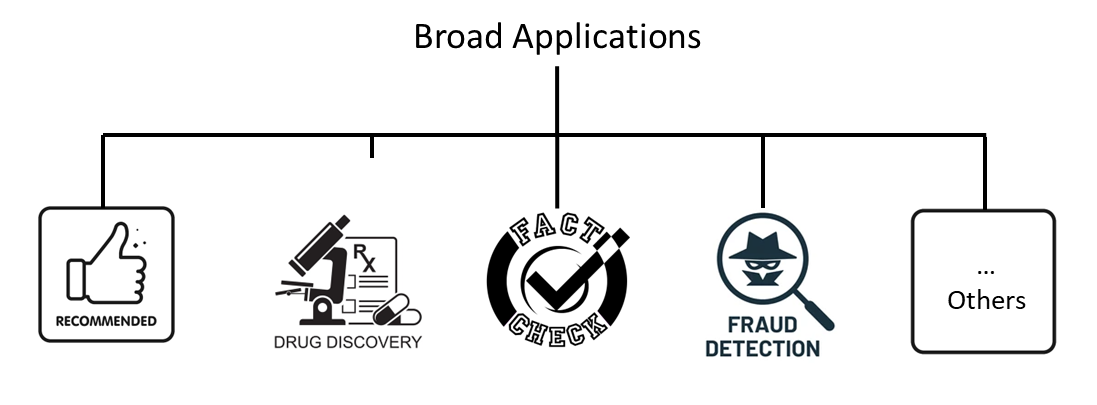 Broad Applications
RECOMMENDED
Rx
DRUG DISCOVERY
FACT
CHECK
FRAUD
DETECTION
...
Others